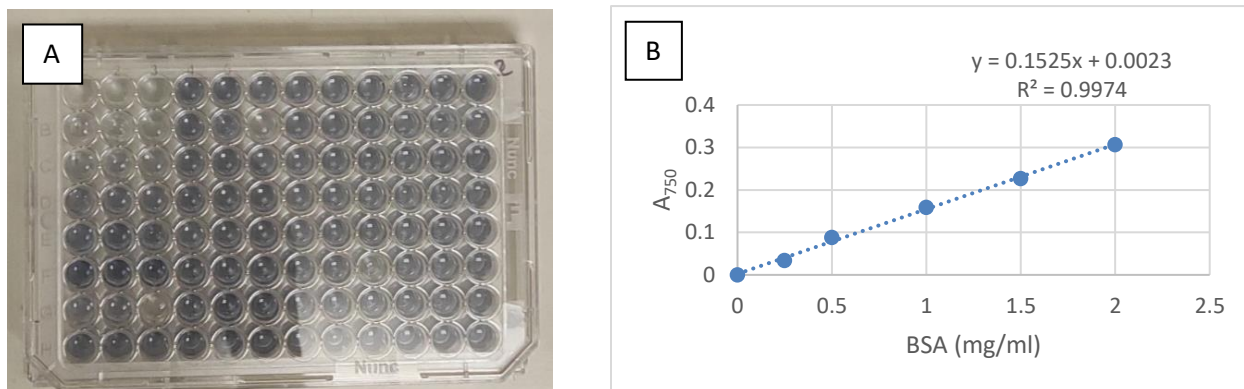 A
2
Nunc
F
Nunc
B
y = 0.1525x + 0.0023
R² = 0.9974
A₇₅₀
0.4
0.3
0.2
0.1
0
0 0.5 1 1.5 2 2.5
BSA (mg/ml)